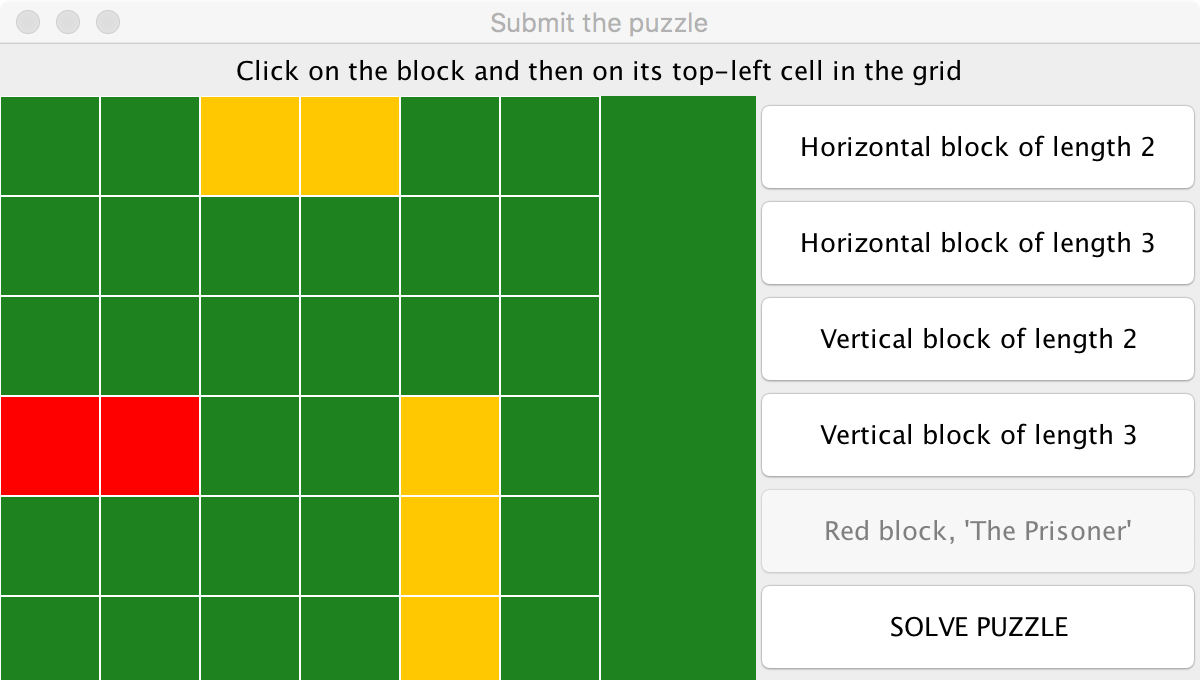 Submit the puzzle
Click on the block and then on its top-left cell in the grid
Horizontal block of length 2
Horizontal block of length 3
Vertical block of length 2
Vertical block of length 3
Red block, 'The Prisoner'
SOLVE PUZZLE